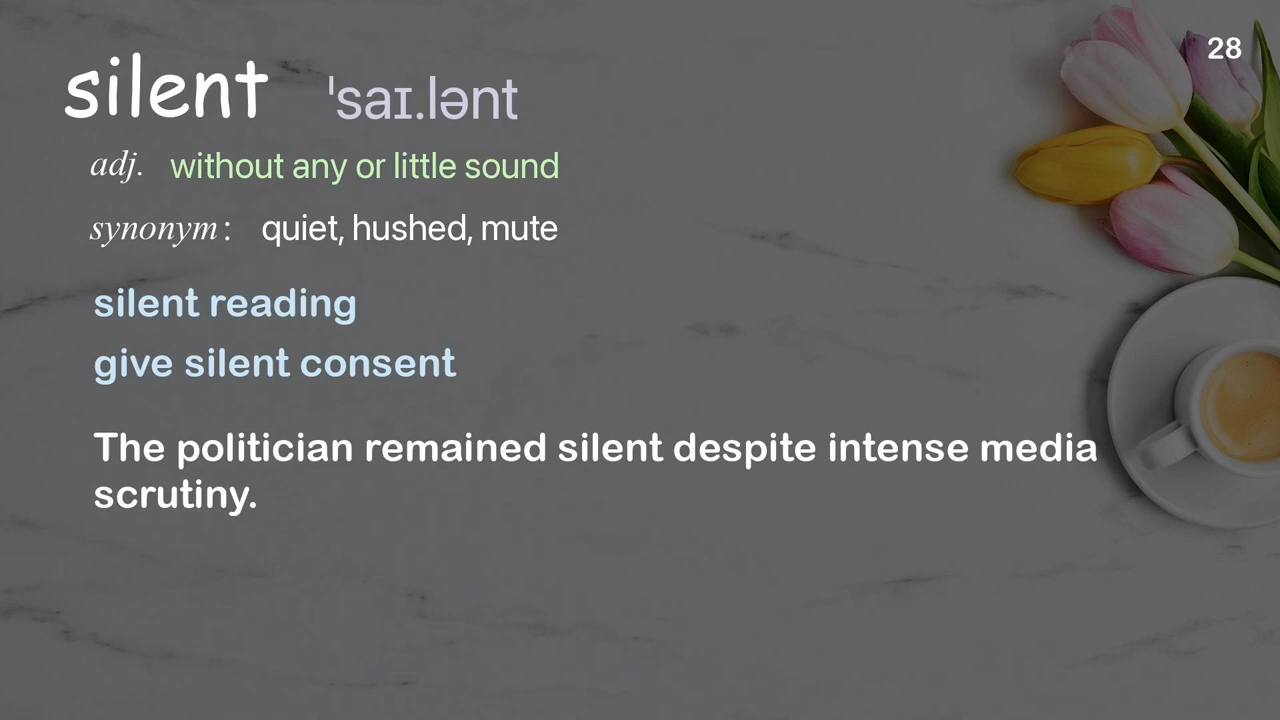 28
silent ˈsaɪ.lənt
adj. without any or little sound
synonym : quiet, hushed, mute
silent reading
give silent consent
The politician remained silent despite intense media
scrutiny.